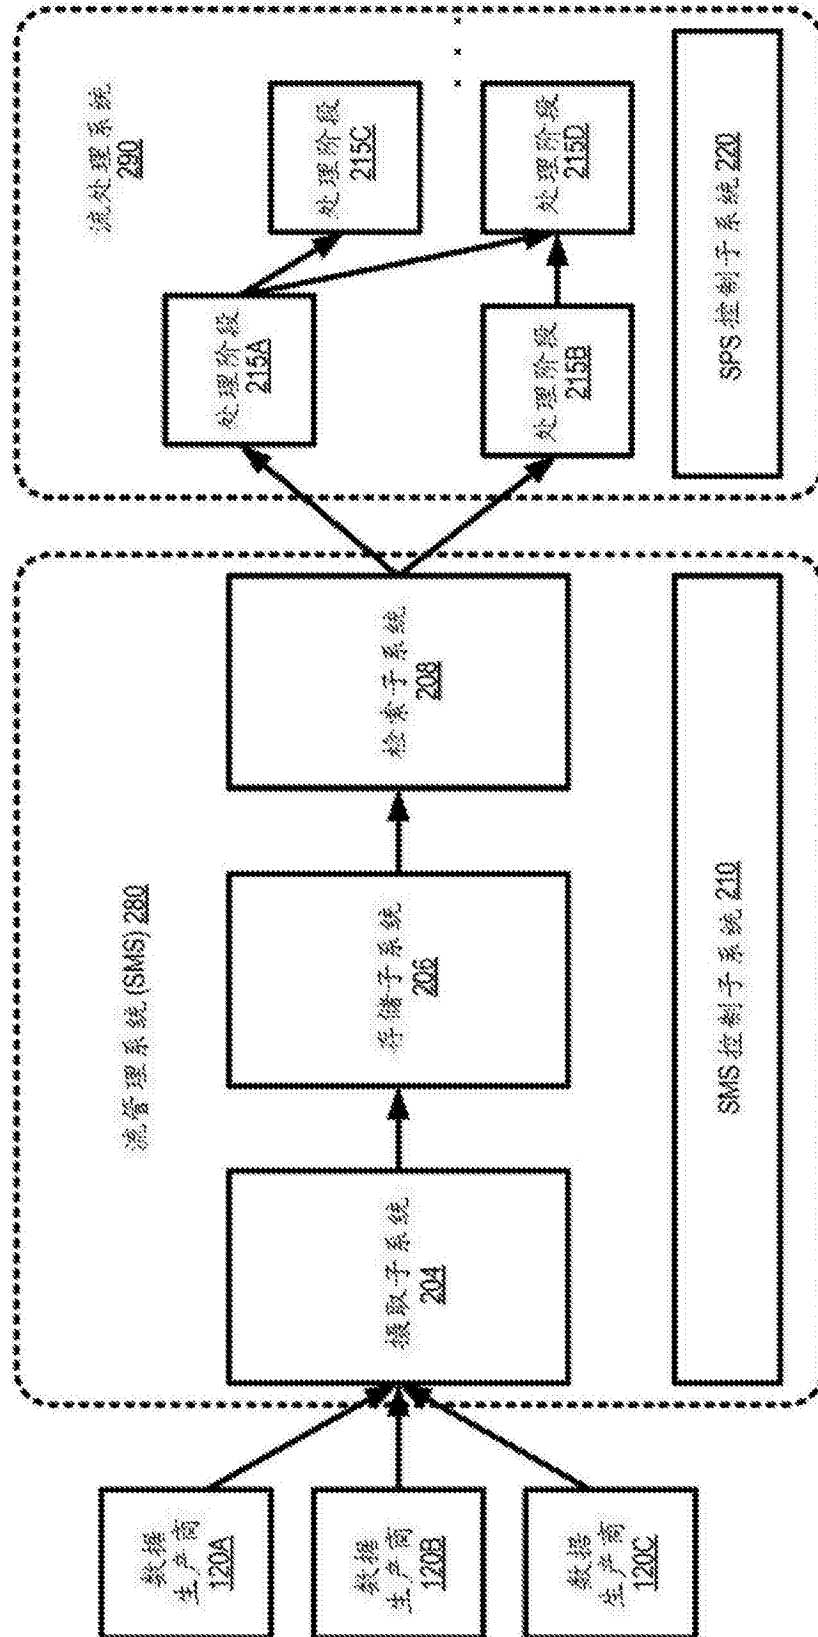 数据
生产商
120A
数据
生产商
120B
数据
生产商
120C
流管理系统(SMS) 280
摄取子系统
204
存储子系统
206
检索子系统
208
SMS 控制子系统 210
流处理系统
290
处理阶段
215A
处理阶段
215B
处理阶段
215C
处理阶段
215D
SPS 控制子系统 220